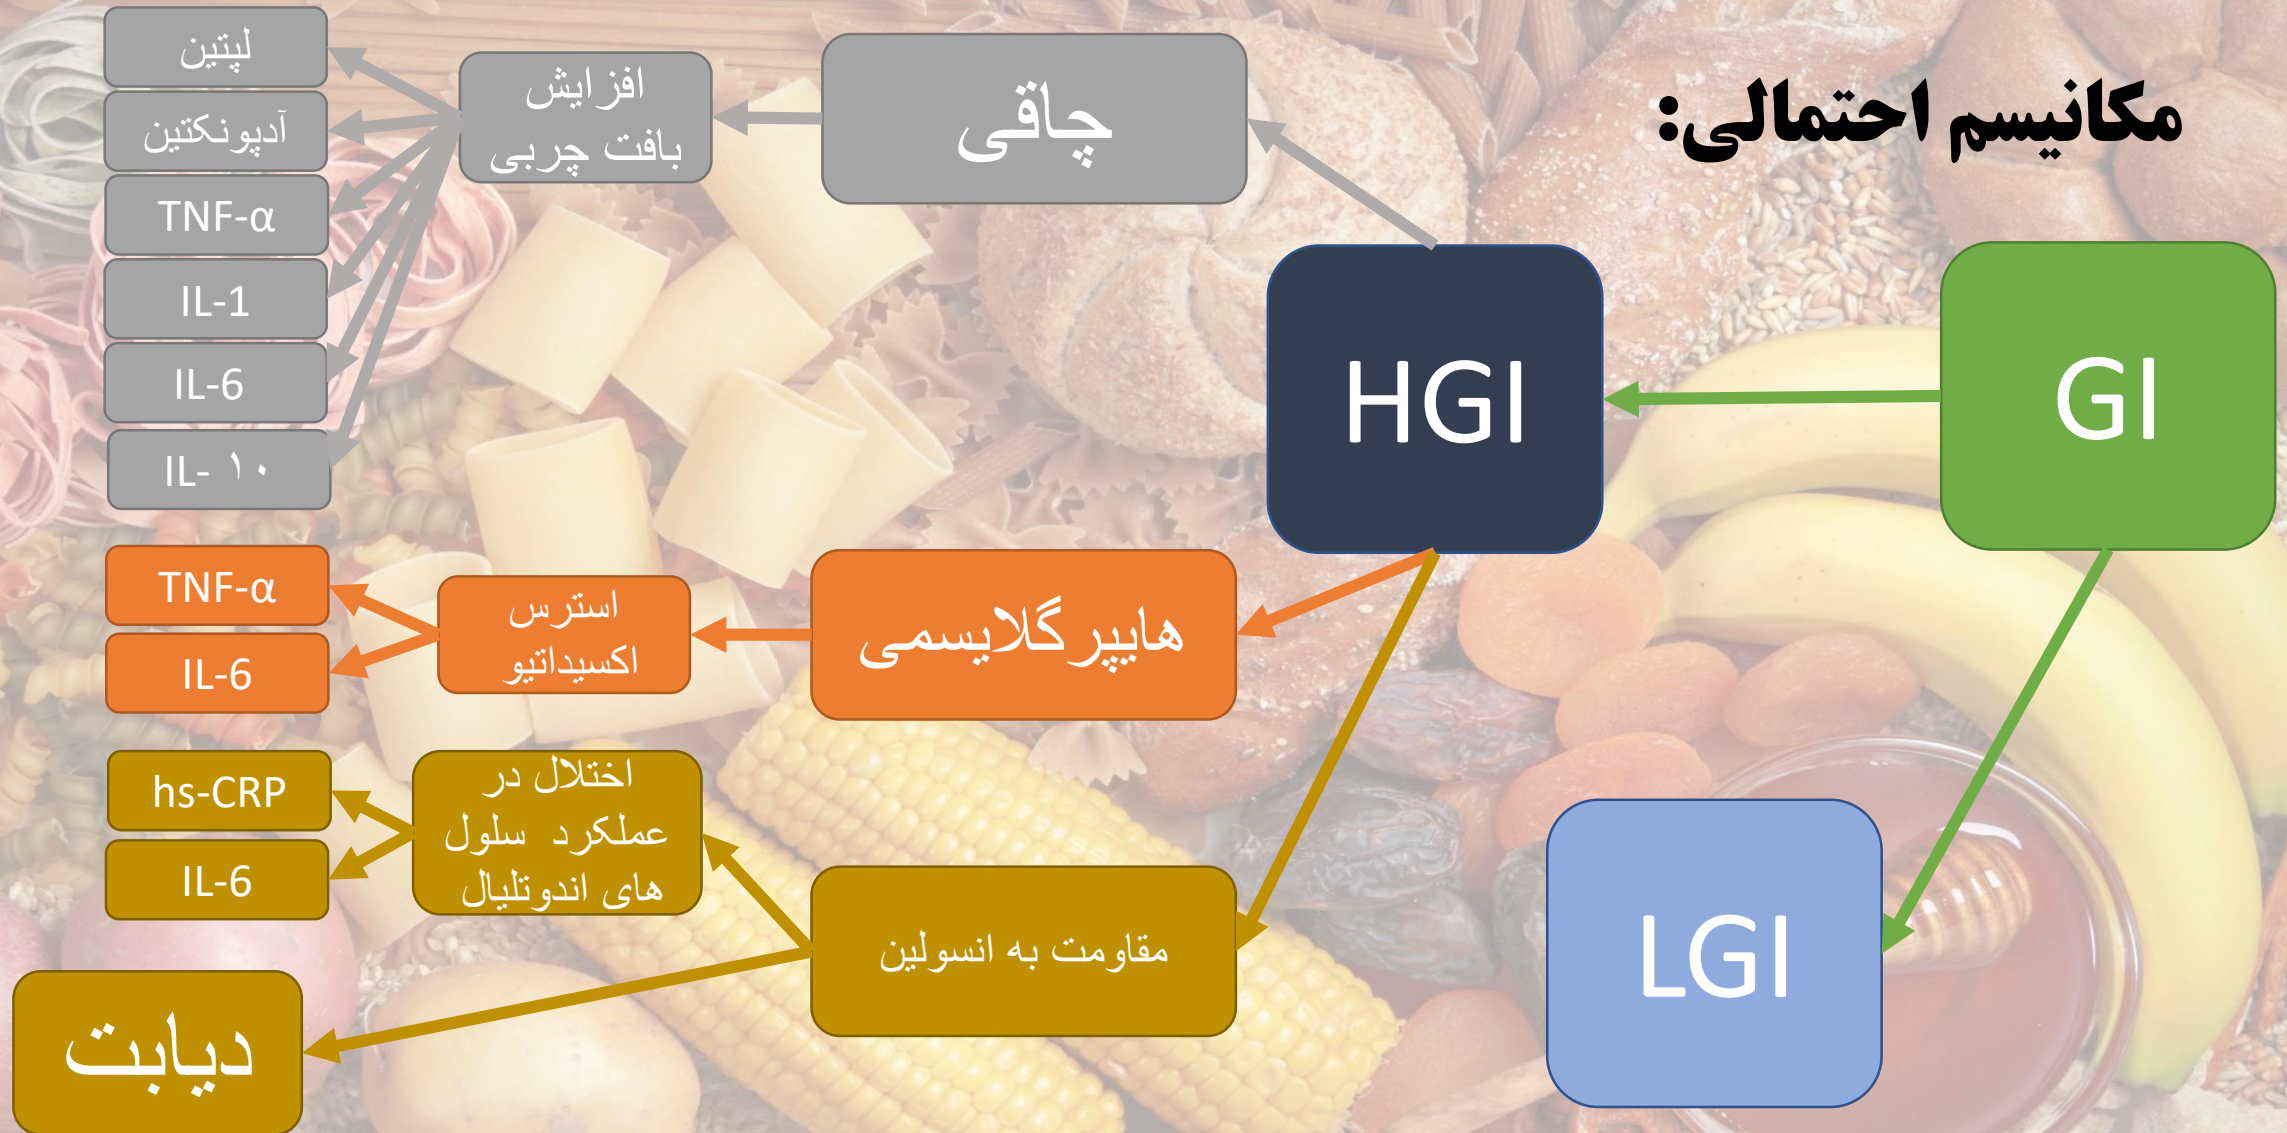 مکانیسم احتمالی:
GI
HGI
LGI
چاقی
افزایش
بافت چربی
لپتین
آدیپونکتین
TNF-α
IL-1
IL-6
IL- ۱۰
هایپرگلایسمی
استرس
اکسیداتیو
TNF-α
IL-6
مقاومت به انسولین
اختلال در
عملکرد سلول
های اندوتلیال
hs-CRP
IL-6
دیابت